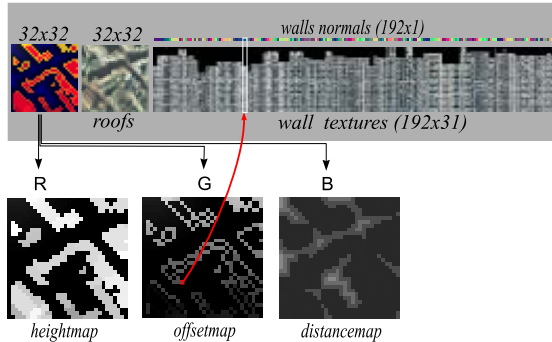 walls normals (192x1)
32x32 32x32
roofs
wall textures (192x31)
R G B
heightmap offsetmap distancemap